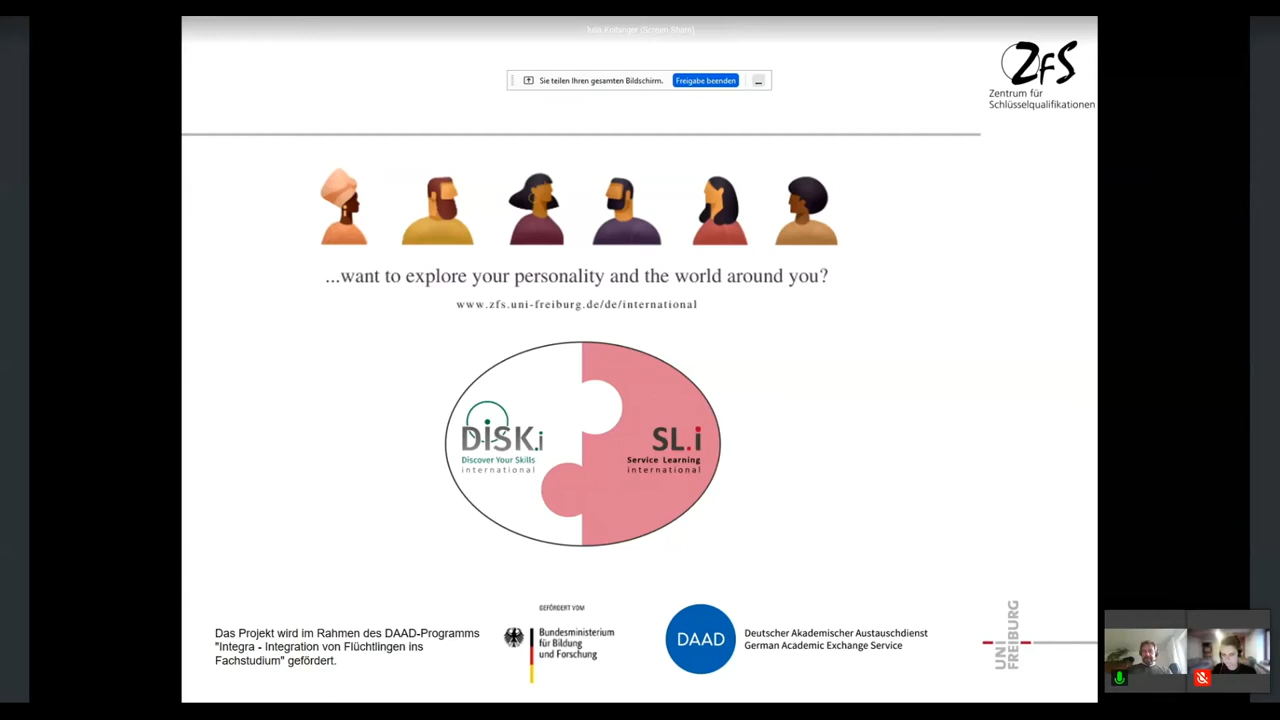 Sie teilen Ihren gesamten Bildschirm. Freigabe beenden
ZfS
Zentrum für
Schlüsselqualifikationen
...want to explore your personality and the world around you?
www.zfs.uni-freiburg.de/de/international
DISK.i
Discover Your Skills
international
SL.i
Service Learning
international
Das Projekt wird im Rahmen des DAAD-Programms
"Integra - Integration von Flüchtlingen ins
Fachstudium" gefördert.
GEFÖRDERT VOM
Bundesministerium
für Bildung
und Forschung
DAAD
Deutscher Akademischer Austauschdienst
German Academic Exchange Service
UNI
FREIBURG